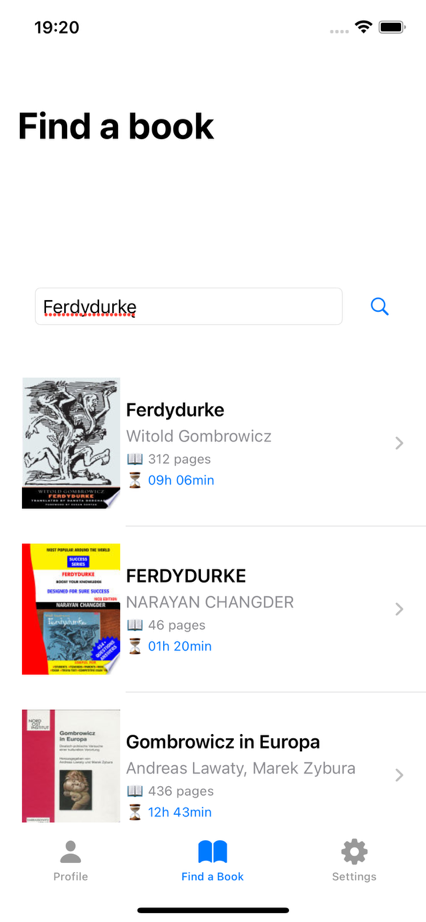 19:20
Find a book
Ferdydurkę
WITOLD GOMBROWICZ
FERDYDURKE
Ferdydurke
Witold Gombrowicz
312 pages
09h 06min
MOST POPULAR AROUND THE WORLD
SUCCESS
SERIES
FERDYDURKE
BOOST YOUR KNOWLEDGE
DESIGNED FOR SURE SUCCESS
NARAYAN CHANGDER
Ferdydurke
FERDYDURKE
NARAYAN CHANGDER
46 pages
01h 20min
Gombrowicz
in Europa
Gombrowicz in Europa
Andreas Lawaty, Marek Zybura
436 pages
12h 43min
Profile
Find a Book
Settings